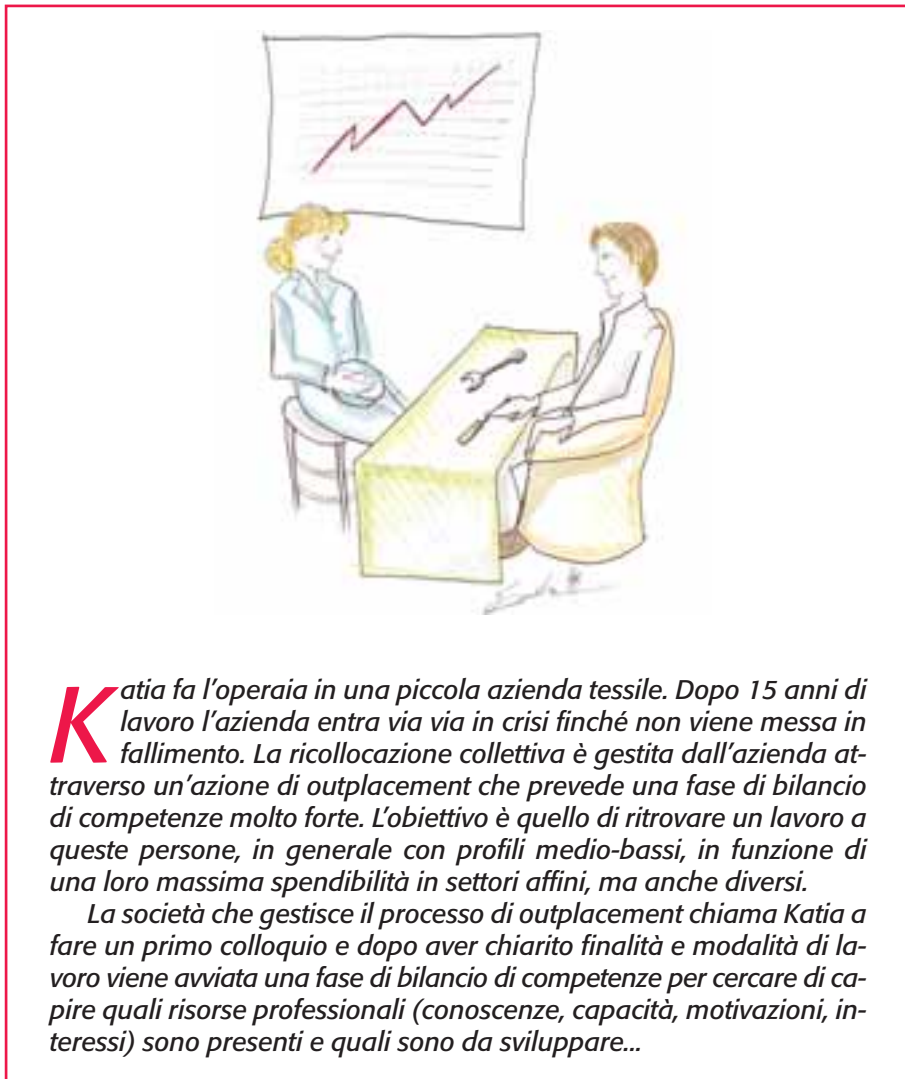 Katia fa l'operaia in una piccola azienda tessile. Dopo 15 anni di
lavoro l'azienda entra via via in crisi finché non viene messa in
fallimento. La ricollocazione collettiva è gestita dall'azienda at-
traverso un'azione di outplacement che prevede una fase di bilancio
di competenze molto forte. L'obiettivo è quello di ritrovare un lavoro a
queste persone, in generale con profili medio-bassi, in funzione di
una loro massima spendibilità in settori affini, ma anche diversi.
La società che gestisce il processo di outplacement chiama Katia a
fare un primo colloquio e dopo aver chiarito finalità e modalità di la-
voro viene avviata una fase di bilancio di competenze per cercare di ca-
pire quali risorse professionali (conoscenze, capacità, motivazioni, in-
teressi) sono presenti e quali sono da sviluppare...